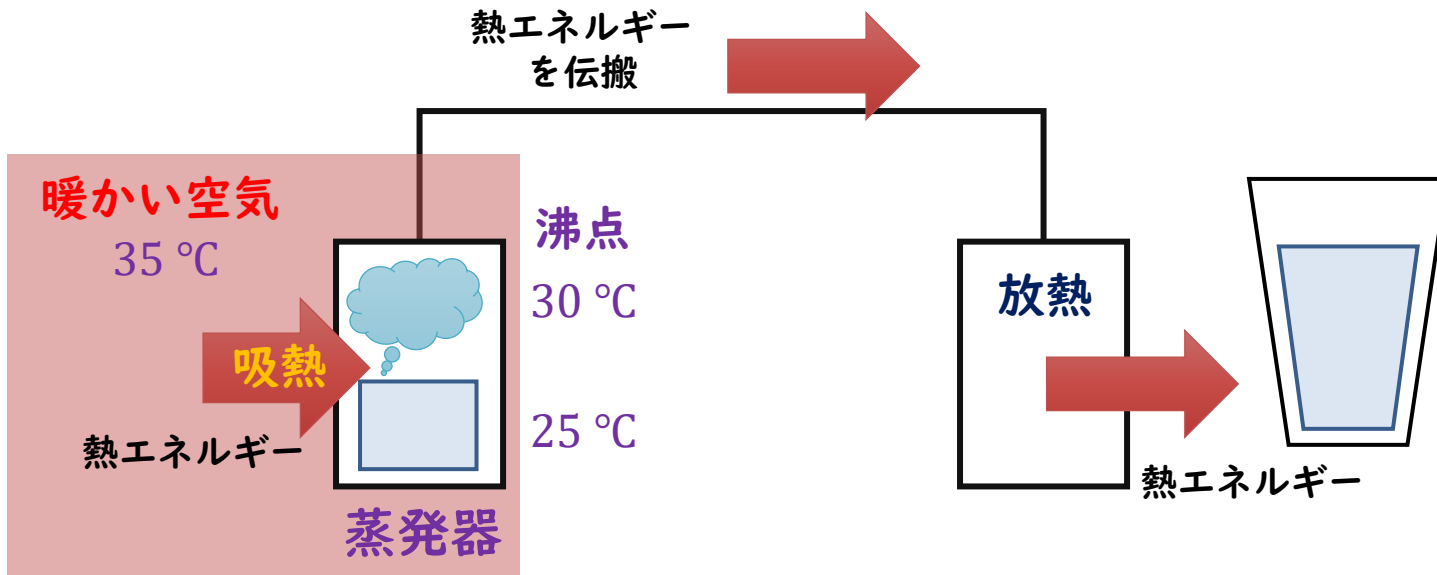 熱エネルギー
を伝搬
暖かい空気
35 ℃
沸点
30 ℃
吸熱
25 ℃
熱エネルギー
蒸発器
放熱
熱エネルギー